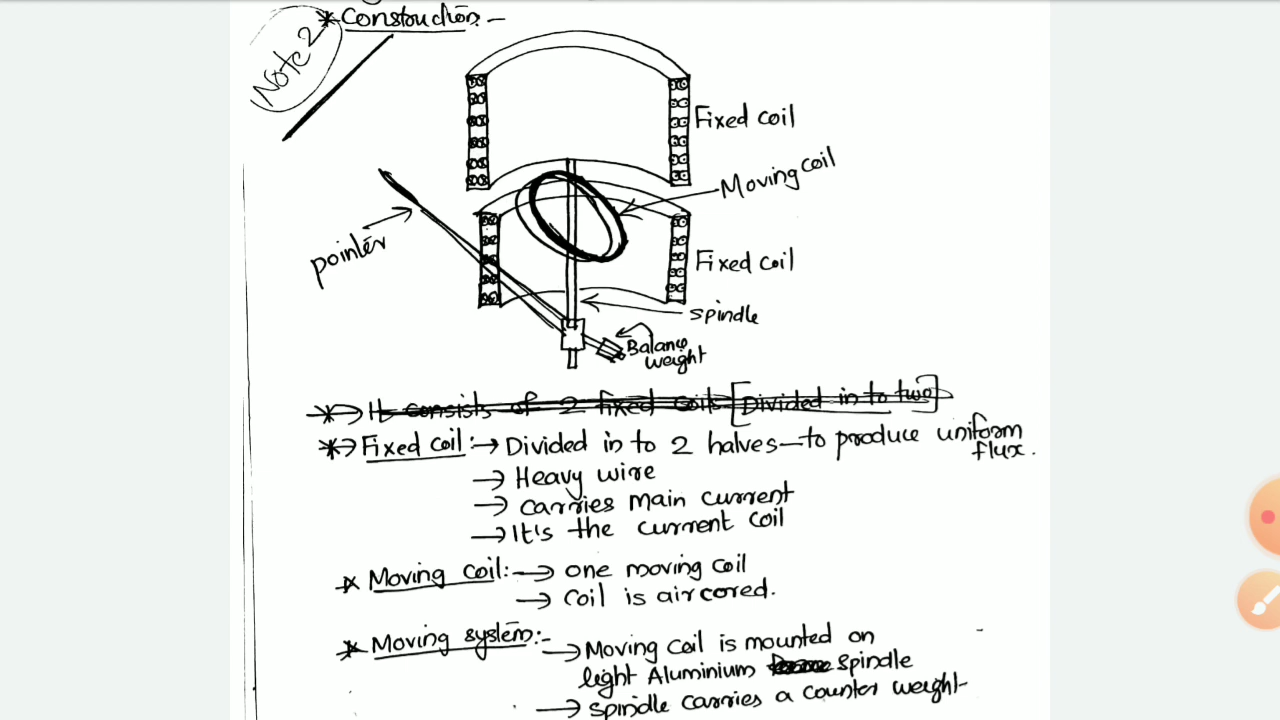 * Construction:-
Note 2
Fixed coil
Moving coil
pointer
Fixed coil
spindle
Balance
weight
*→ It consists of 2 fixed coils [Divided in to two]
*→ Fixed coil:→ Divided in to 2 halves—to produce uniform
flux.
→ Heavy wire
→ carries main current
→ It's the current coil
* Moving coil:→ one moving coil
→ coil is air cored.
* Moving system:- → Moving coil is mounted on
light Aluminium spindle
→ spindle carries a counter weight